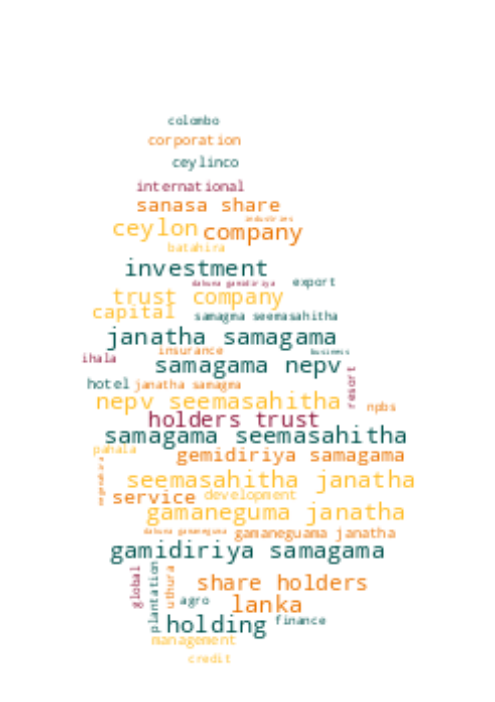 colombo
corporation
ceylinco
international
sanasa share
industries
ceylon company
batahira
investment
dakuna gamidiriya export
trust company
capital samagma seemasahitha
janatha samagama
insurance business
ihala samagama nepv
resort
hotel janatha samagma
nepv seemasahitha npbs
holders trust
samagama seemasahitha
pahala gemidiriya samagama
seemasahitha janatha
service development
gamaneguma janatha
dakuna gamaneguma gamaneguama janatha
gamidiriya samagama
global
plantation
uthura
share holders
agro lanka
holding finance
management
credit